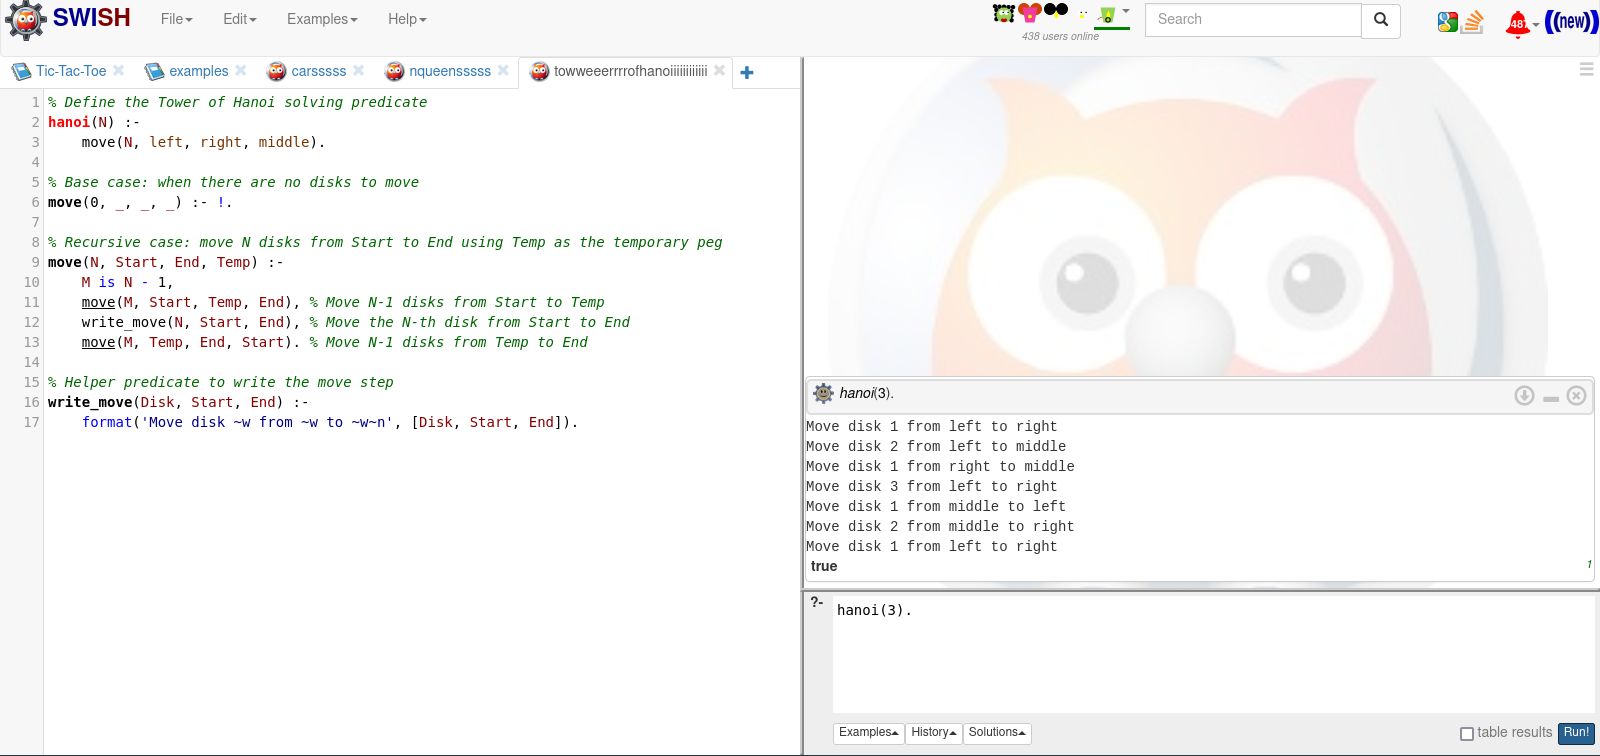 SWISH File Edit Examples Help 438 users online Search 48 ((new))
Tic-Tac-Toe examples carsssss nqueensssss towweeerrrrofhanoiiiiiiiiiiii
1 % Define the Tower of Hanoi solving predicate
2 hanoi(N) :-
3     move(N, left, right, middle).
4
5 % Base case: when there are no disks to move
6 move(0, _, _, _) :- !.
7
8 % Recursive case: move N disks from Start to End using Temp as the temporary peg
9 move(N, Start, End, Temp) :-
10     M is N - 1,
11     move(M, Start, Temp, End), % Move N-1 disks from Start to Temp
12     write_move(N, Start, End), % Move the N-th disk from Start to End
13     move(M, Temp, End, Start). % Move N-1 disks from Temp to End
14
15 % Helper predicate to write the move step
16 write_move(Disk, Start, End) :-
17     format('Move disk ~w from ~w to ~w~n', [Disk, Start, End]).
hanoi(3).
Move disk 1 from left to right
Move disk 2 from left to middle
Move disk 1 from right to middle
Move disk 3 from left to right
Move disk 1 from middle to left
Move disk 2 from middle to right
Move disk 1 from left to right
true 1
?- hanoi(3).
Examples History Solutions table results Run!